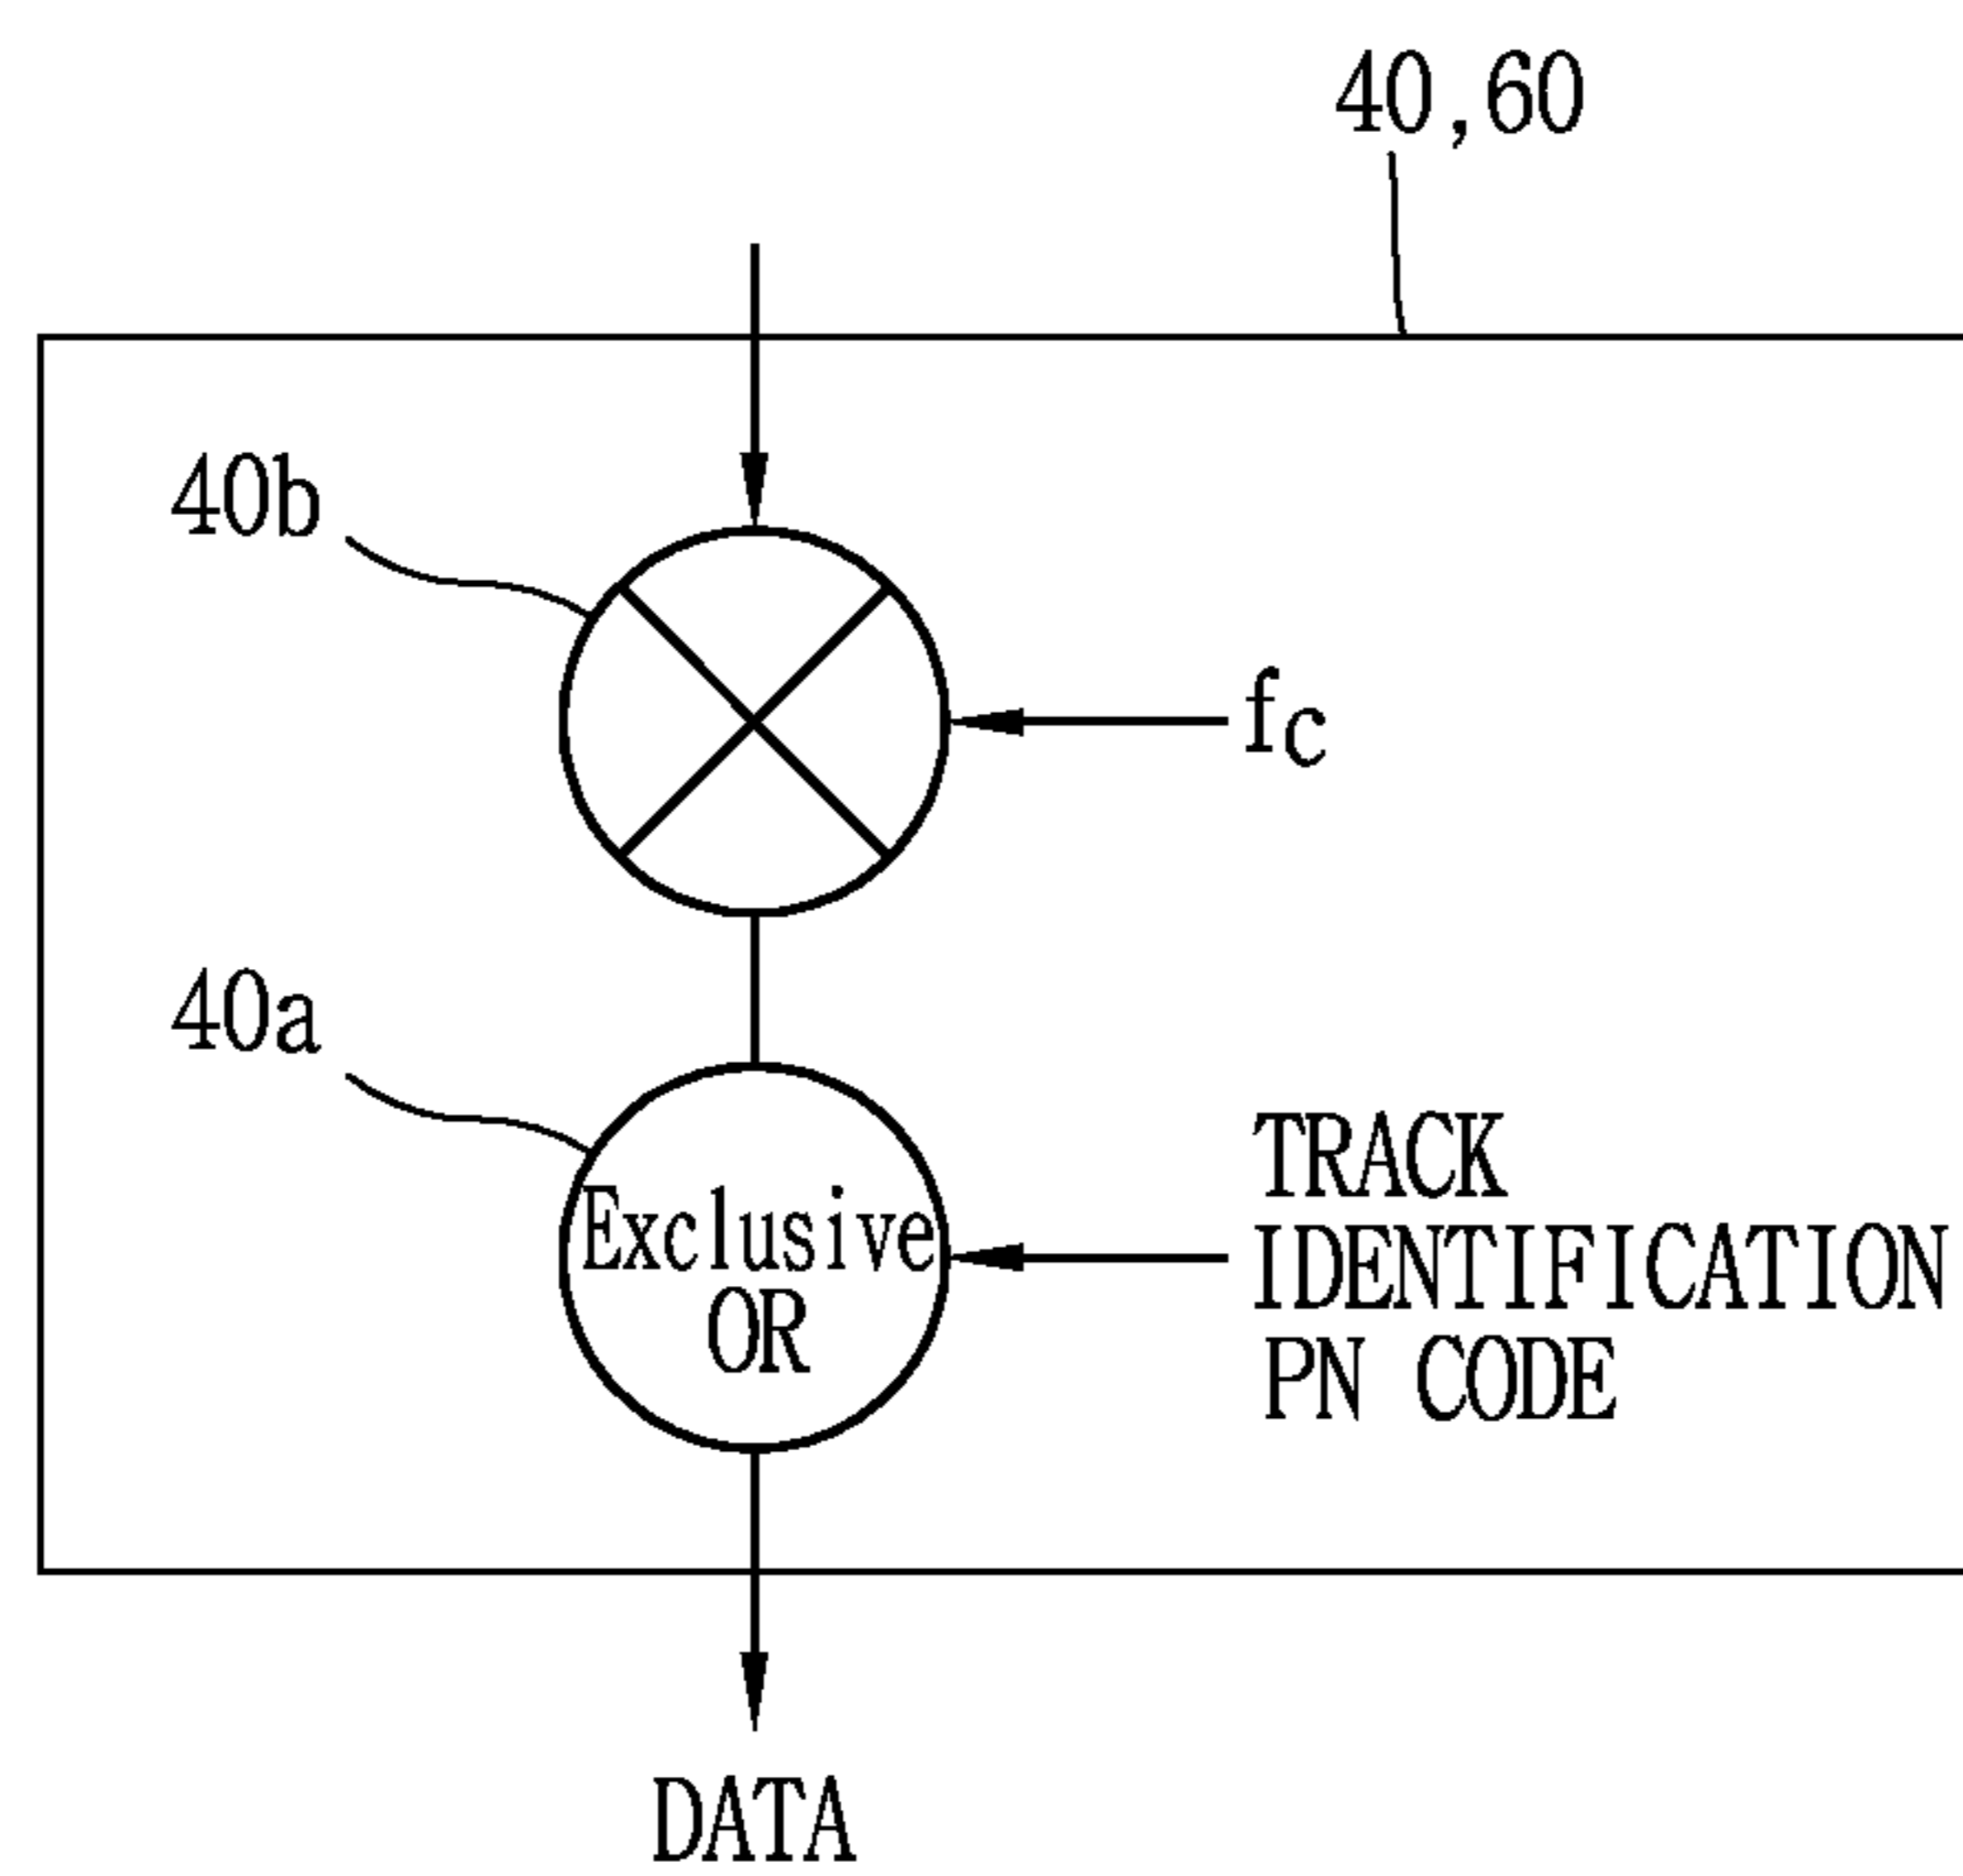 40,60
40b
fc
40a
Exclusive
OR
TRACK
IDENTIFICATION
PN CODE
DATA